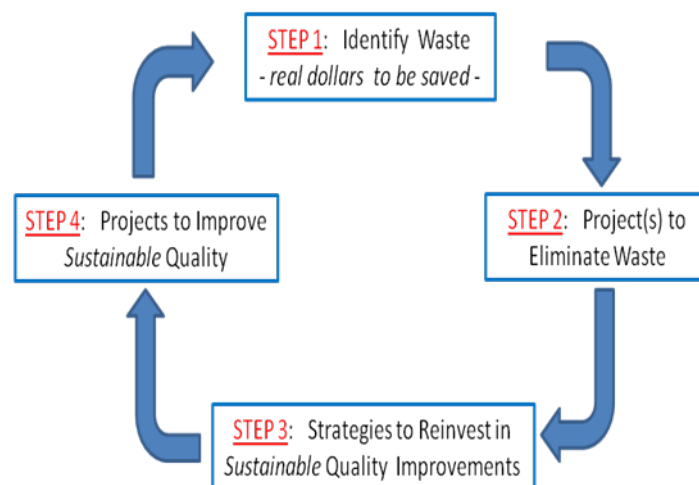 STEP 1: Identify Waste
- real dollars to be saved -
STEP 2: Project(s) to
Eliminate Waste
STEP 3: Strategies to Reinvest in
Sustainable Quality Improvements
STEP 4: Projects to Improve
Sustainable Quality